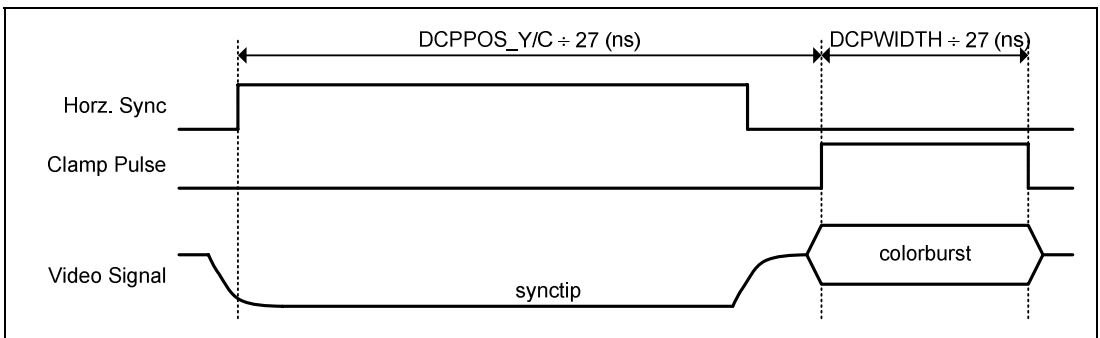 DCPPOS_Y/C ÷ 27 (ns)
DCPWIDTH ÷ 27 (ns)
Horz. Sync
Clamp Pulse
Video Signal
synctip
colorburst